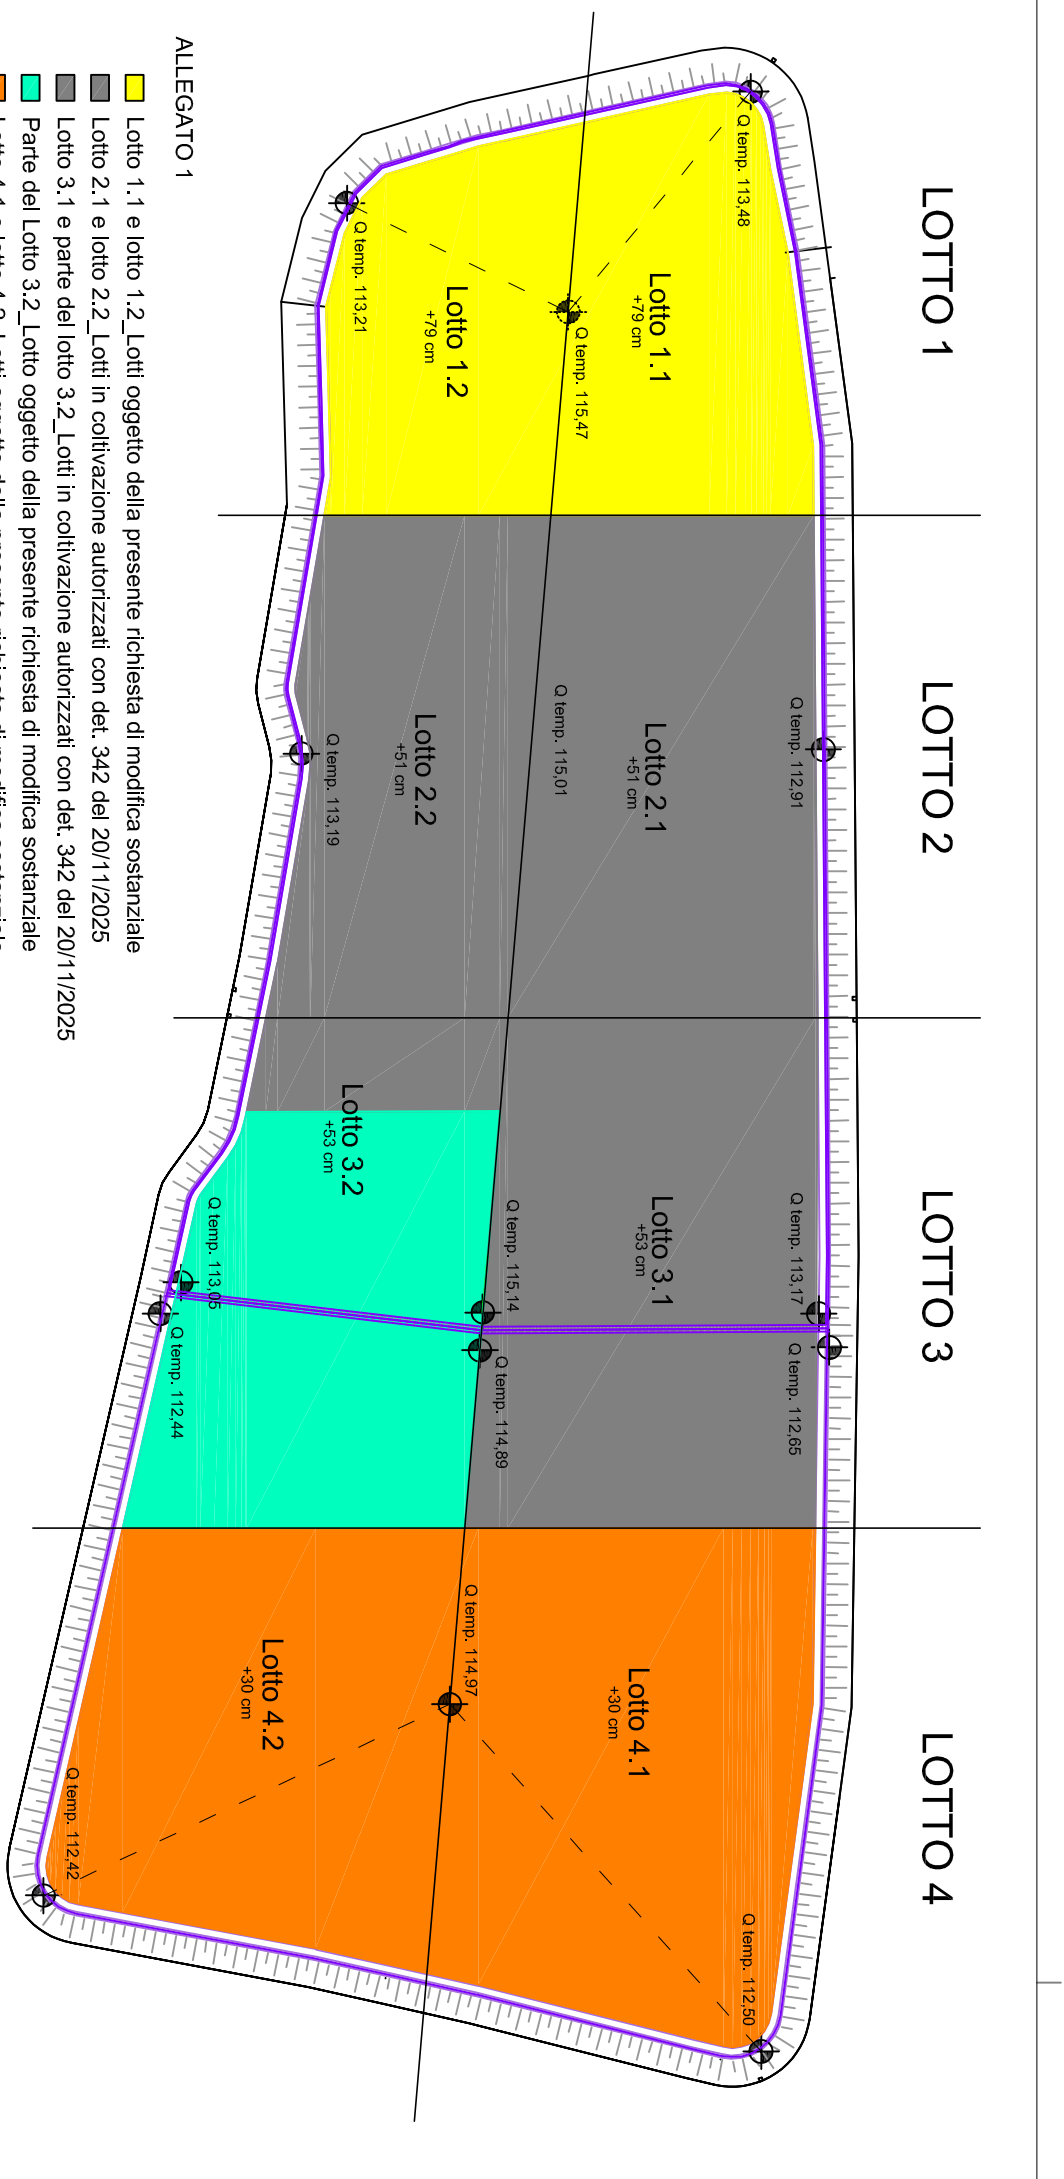 LOTTO 1
LOTTO 2
LOTTO 3
LOTTO 4
Q temp. 113,48
Lotto 1.1
+79 cm
Q temp. 115,47
Lotto 1.2
+79 cm
Q temp. 113,21
Q temp. 112,91
Lotto 2.1
+51 cm
Q temp. 115,01
Lotto 2.2
+51 cm
Q temp. 113,19
Q temp. 113,17
Q temp. 112,65
Lotto 3.1
+53 cm
Q temp. 115,14
Q temp. 114,89
Lotto 3.2
+53 cm
Q temp. 113,05
Q temp. 112,44
Lotto 4.1
+30 cm
Q temp. 114,97
Lotto 4.2
+30 cm
Q temp. 112,42
Q temp. 112,50
ALLEGATO 1
Lotto 1.1 e lotto 1.2_Lotti oggetto della presente richiesta di modifica sostanziale
Lotto 2.1 e lotto 2.2_Lotti in coltivazione autorizzati con det. 342 del 20/11/2025
Lotto 3.1 e parte del lotto 3.2_Lotti in coltivazione autorizzati con det. 342 del 20/11/2025
Parte del Lotto 3.2_Lotto oggetto della presente richiesta di modifica sostanziale